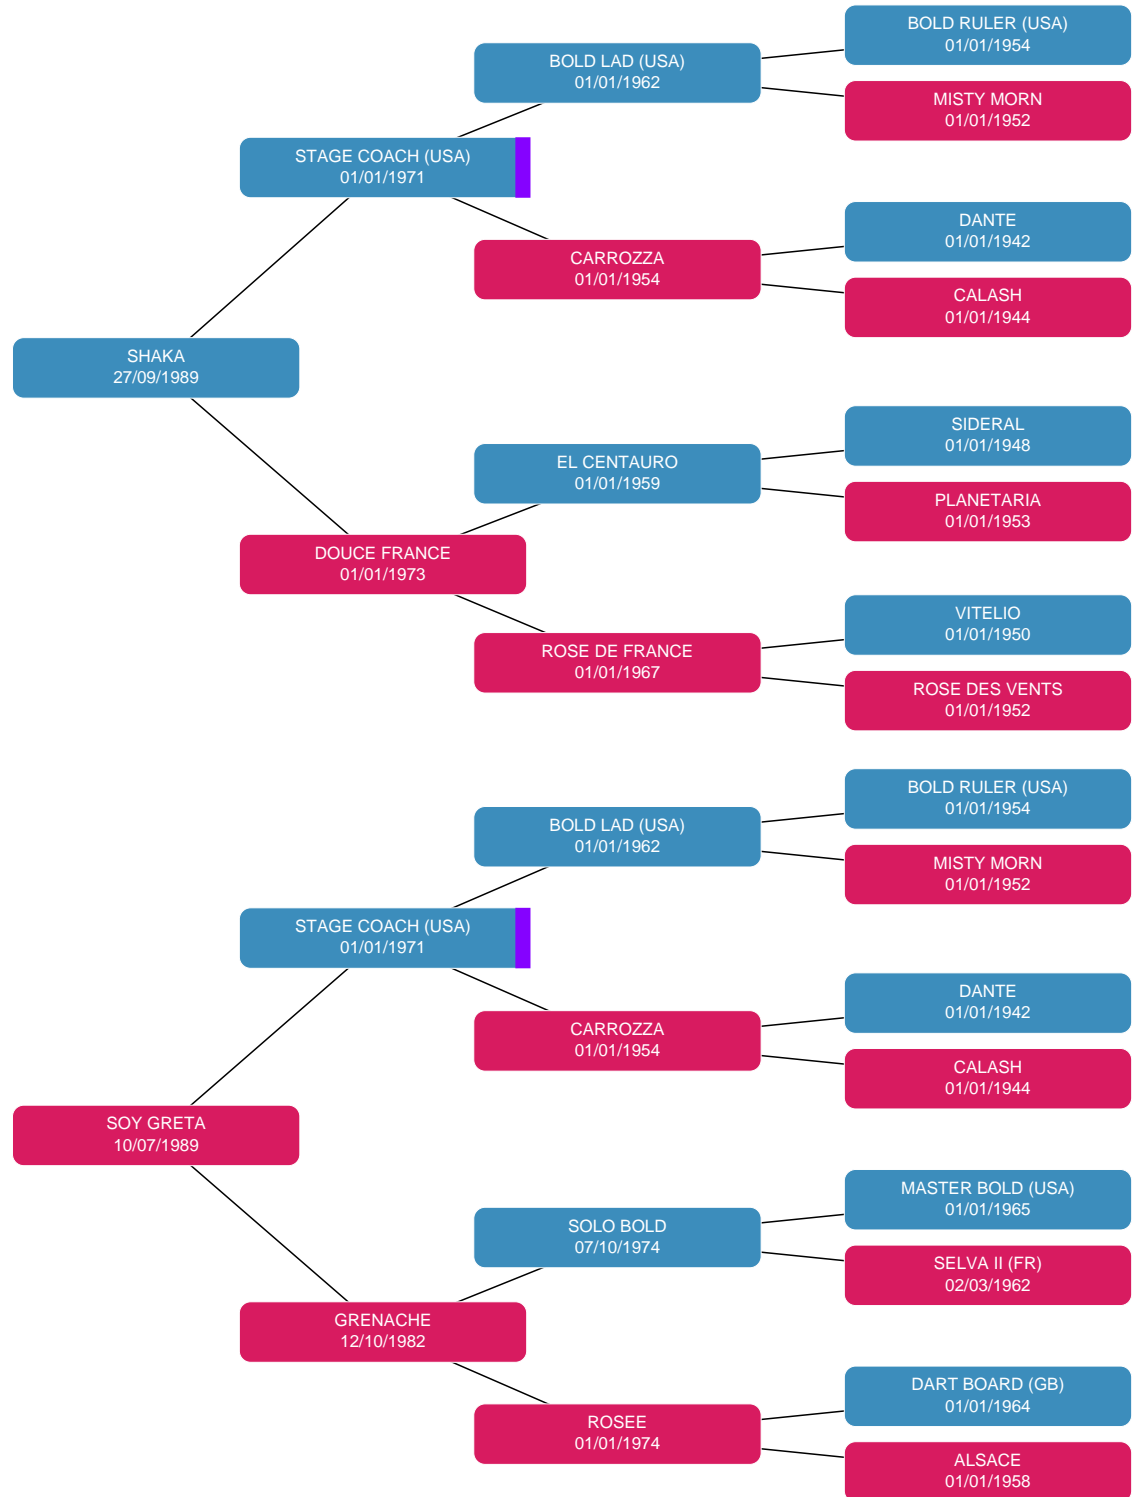 BOLD RULER (USA)
01/01/1954
BOLD LAD (USA)
01/01/1962
MISTY MORN
01/01/1952
STAGE COACH (USA)
01/01/1971
DANTE
01/01/1942
CARROZZA
01/01/1954
CALASH
01/01/1944
SHAKA
27/09/1989
SIDERAL
01/01/1948
EL CENTAURO
01/01/1959
PLANETARIA
01/01/1953
DOUCE FRANCE
01/01/1973
VITELIO
01/01/1950
ROSE DE FRANCE
01/01/1967
ROSE DES VENTS
01/01/1952
BOLD RULER (USA)
01/01/1954
BOLD LAD (USA)
01/01/1962
MISTY MORN
01/01/1952
STAGE COACH (USA)
01/01/1971
DANTE
01/01/1942
CARROZZA
01/01/1954
CALASH
01/01/1944
SOY GRETA
10/07/1989
MASTER BOLD (USA)
01/01/1965
SOLO BOLD
07/10/1974
SELVA II (FR)
02/03/1962
GRENACHE
12/10/1982
DART BOARD (GB)
01/01/1964
ROSEE
01/01/1974
ALSACE
01/01/1958